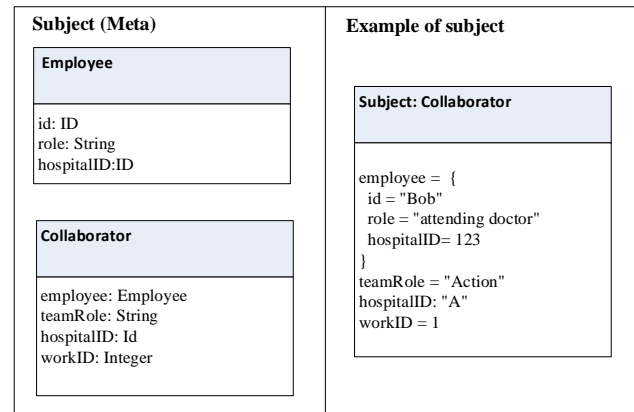 Subject (Meta)
Employee
id: ID
role: String
hospitalID:ID
Collaborator
employee: Employee
teamRole: String
hospitalID: Id
workID: Integer
Example of subject
Subject: Collaborator
employee = {
id = "Bob"
role = "attending doctor"
hospitalID= 123
}
teamRole = "Action"
hospitalID: "A"
workID = 1